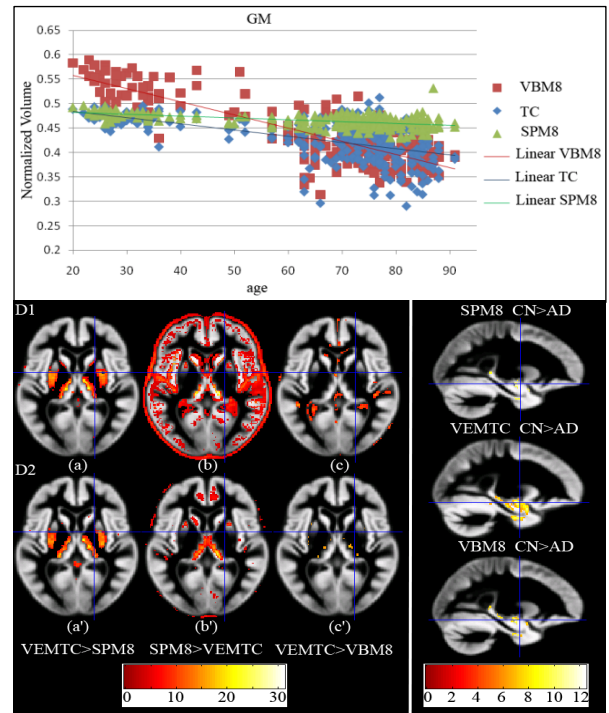 GM
0.65
0.6
0.55
0.5
0.45
0.4
0.35
0.3
0.25
0.2
Normalized Volume
20 30 40 50 60 70 80 90
age
VBM8
TC
SPM8
Linear VBM8
Linear TC
Linear SPM8
D1
(a) (b) (c)
D2
(a') (b') (c')
VEMTC>SPM8 SPM8>VEMTC VEMTC>VBM8
0 10 20 30
SPM8 CN>AD
VEMTC CN>AD
VBM8 CN>AD
0 2 4 6 8 10 12